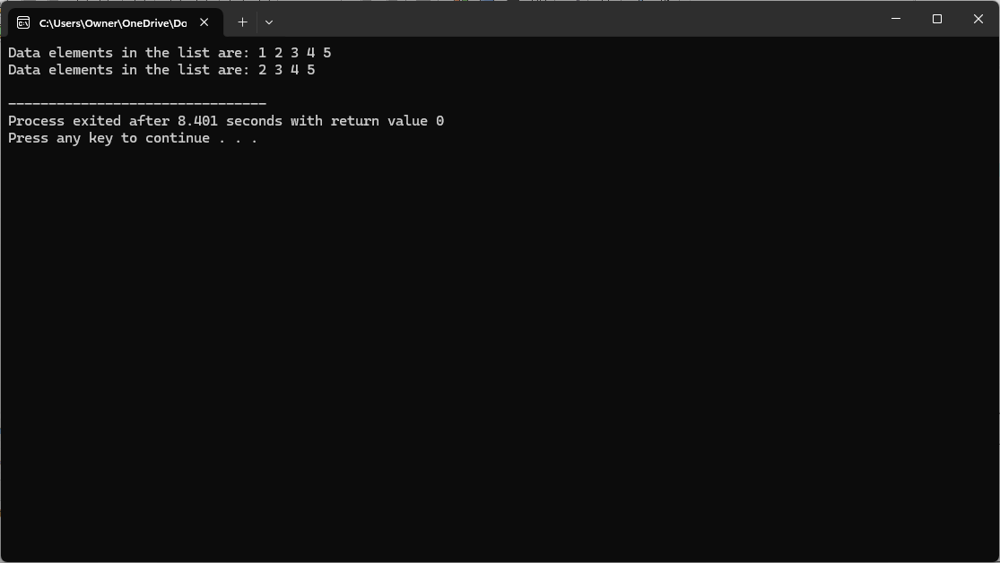 C:\Users\Owner\OneDrive\Do
Data elements in the list are: 1 2 3 4 5
Data elements in the list are: 2 3 4 5
--------------------------------
Process exited after 8.401 seconds with return value 0
Press any key to continue . . .